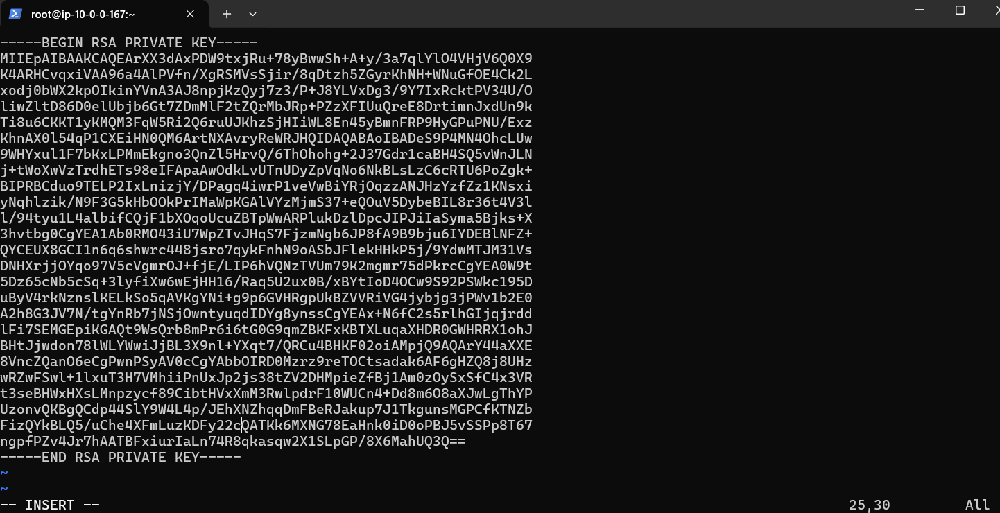 root@ip-10-0-0-167:~
-----BEGIN RSA PRIVATE KEY-----
MIIEpAIBAAKCAQEArXX3dAxPDW9txjRu+78yBwwSh+A+y/3a7qlYlO4VHjV6Q0X9
K4ARHCvqxiVAA96a4AlPVfn/XgRSMVsSjir/8qDtzh5ZGyrKhNH+WNuGfOE4Ck2L
xodj0bWX2kpOIkinYVnA3AJ8npjKzQyj7z3/P+J8YLVxDg3/9Y7IxRcktPV34U/O
liwZltD86D0elUbjb6Gt7ZDmMlF2tZQrMbJRp+PZzXFIUuQreE8DrtimnJxdUn9k
Ti8u6CKKT1yKMQM3FqW5Ri2Q6ruUJKhzSjHIiWL8En45yBmnFRP9HyGPuPNU/Exz
KhnAX0l54qP1CXEiHN0QM6ArtNXAvryReWRJHQIDAQABAoIBADeS9P4MN4OhcLUw
9WHYxul1F7bKxLPMmEkgno3QnZl5HrvQ/6ThOhohg+2J37Gdr1caBH4SQ5vWnJLN
j+tWoXwVzTrdhETs98eIFApaAwOdkLvUTnUDyZpVqNo6NkBLsLzC6cRTU6PoZgk+
BIPRBCduo9TELP2IxLnizjY/DPagq4iwrP1veVwBiYRjOqzzANJHzYzfZz1KNsxi
yNqhlzik/N9F3G5kHbOOkPrIMaWpKGAlVYzMjmS37+eQOuV5DybeBIL8r36t4V3l
l/94tyu1L4albifCQjF1bXOqoUcuZBTpWwARPlukDzlDpcJIPJiIaSyma5Bjks+X
3hvtbg0CgYEA1Ab0RMO43iU7WpZTvJHqS7FjzmNgb6JP8fA9B9bju6IYDEBlNFZ+
QYCEUX8GCI1n6q6shwrc448jsro7qykFnhN9oASbJFlekHHkP5j/9YdwMTJM31Vs
DNHXrjjOYqo97V5cVgmrOJ+fjE/LIP6hVQNzTVUm79K2mgmr75dPkrcCgYEA0W9t
5Dz65cNb5cSq+3lyfiXw6wEjHH16/Raq5U2ux0B/xBYtIoD4OCw9S92PSWkc195D
uByV4rkNznslKELkSo5qAVKgYNi+g9p6GVHRgpUkBZVVRiVG4jybjg3jPWv1b2E0
A2h8G3JV7N/tgYnRb7jNSjOwntyuqdIDYg8ynssCgYEAx+N6fC2s5rlhGIjqjrdd
lFi7SEMGEpiKGAQt9WsQrb8mPr6i6tG0G9qmZBKFxKBTXLuqaXHDR0GWHRRX1ohJ
BHtJjwdon78lWLYWwiJjBL3X9nl+YXqt7/QRCu4BHKF02oiAMpjQ9AQArY44aXXE
8VncZQanO6eCgPwnPSyAV0cCgYAbbOIRD0Mzrz9reTOCtsadak6AF6gHZQ8j8UHz
wRZwFSwl+1lxuT3H7VMhiiPnUxJp2js38tZV2DHMpieZfBj1Am0zOySxSfC4x3VR
t3seBHWxHXsLMnpzycf89CibtHVxXmM3RwlpdrF10WUCn4+Dd8m6O8aXJwLgThYP
UzonvQKBgQCdp44SlY9W4L4p/JEhXNZhqqDmFBeRJakup7J1TkgunsMGPCfKTNZb
FizQYkBLQ5/uChe4XFmLuzKDFy22cQATKk6MXNG78EaHnk0iD0oPBJ5vSSPp8T67
ngpfPZv4Jr7hAATBFxiurIaLn74R8qkasqw2X1SLpGP/8X6MahUQ3Q==
-----END RSA PRIVATE KEY-----
~
~
-- INSERT -- 25,30 All